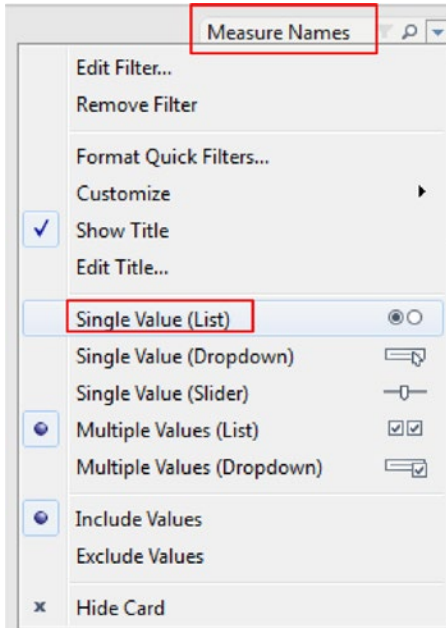 Measure Names
Edit Filter...
Remove Filter
Format Quick Filters...
Customize
Show Title
Edit Title...
Single Value (List)
Single Value (Dropdown)
Single Value (Slider)
Multiple Values (List)
Multiple Values (Dropdown)
Include Values
Exclude Values
Hide Card